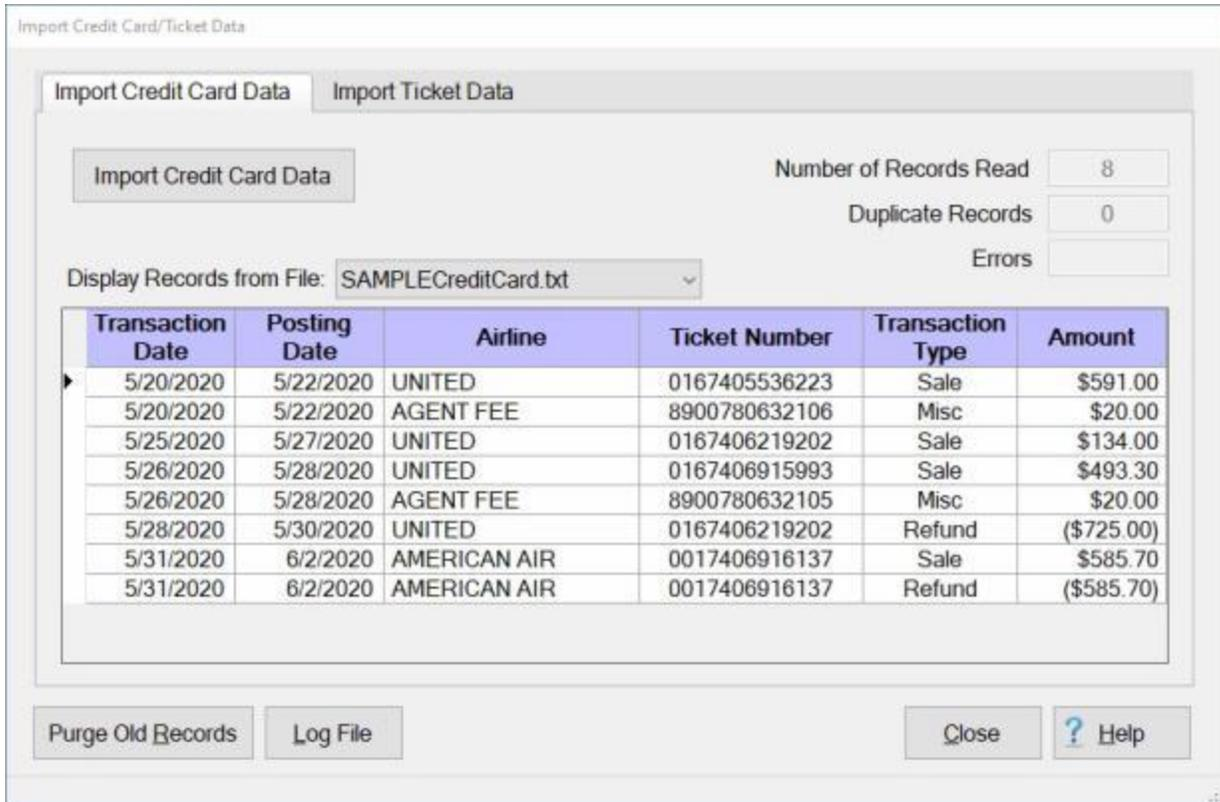 Import Credit Card/Ticket Data
Import Credit Card Data Import Ticket Data
Import Credit Card Data
Number of Records Read 8
Duplicate Records 0
Errors
Display Records from File: SAMPLECreditCard.txt
Transaction Date Posting Date Airline Ticket Number Transaction Type Amount
5/20/2020 5/22/2020 UNITED 0167405536223 Sale $591.00
5/20/2020 5/22/2020 AGENT FEE 8900780632106 Misc $20.00
5/25/2020 5/27/2020 UNITED 0167406219202 Sale $134.00
5/26/2020 5/28/2020 UNITED 0167406915993 Sale $493.30
5/26/2020 5/28/2020 AGENT FEE 8900780632105 Misc $20.00
5/28/2020 5/30/2020 UNITED 0167406219202 Refund ($725.00)
5/31/2020 6/2/2020 AMERICAN AIR 0017406916137 Sale $585.70
5/31/2020 6/2/2020 AMERICAN AIR 0017406916137 Refund ($585.70)
Purge Old Records Log File Close ? Help